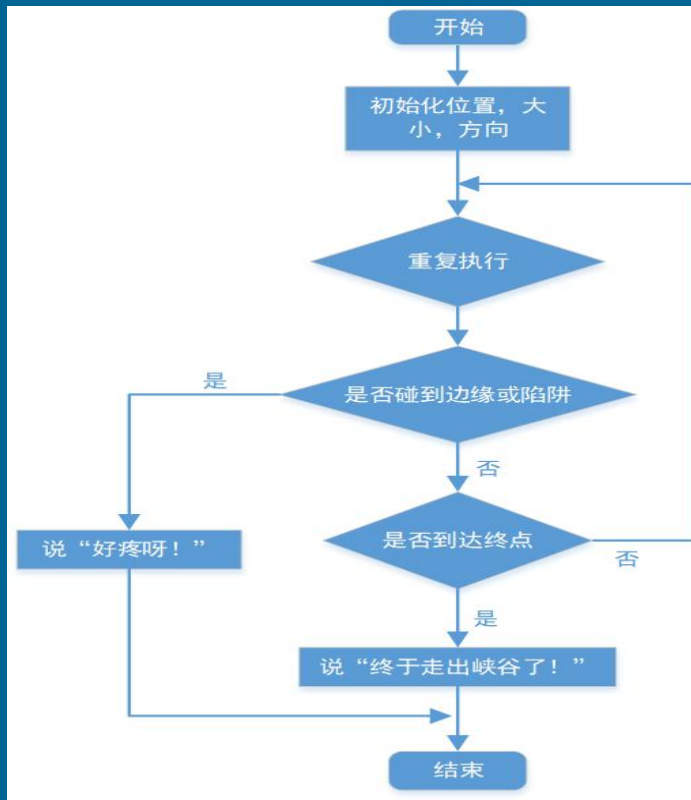 开始
初始化位置，大
小，方向
重复执行
是否碰到边缘或陷阱
是
否
是否到达终点
否
说“好疼呀！”
是
说“终于走出峡谷了！”
结束